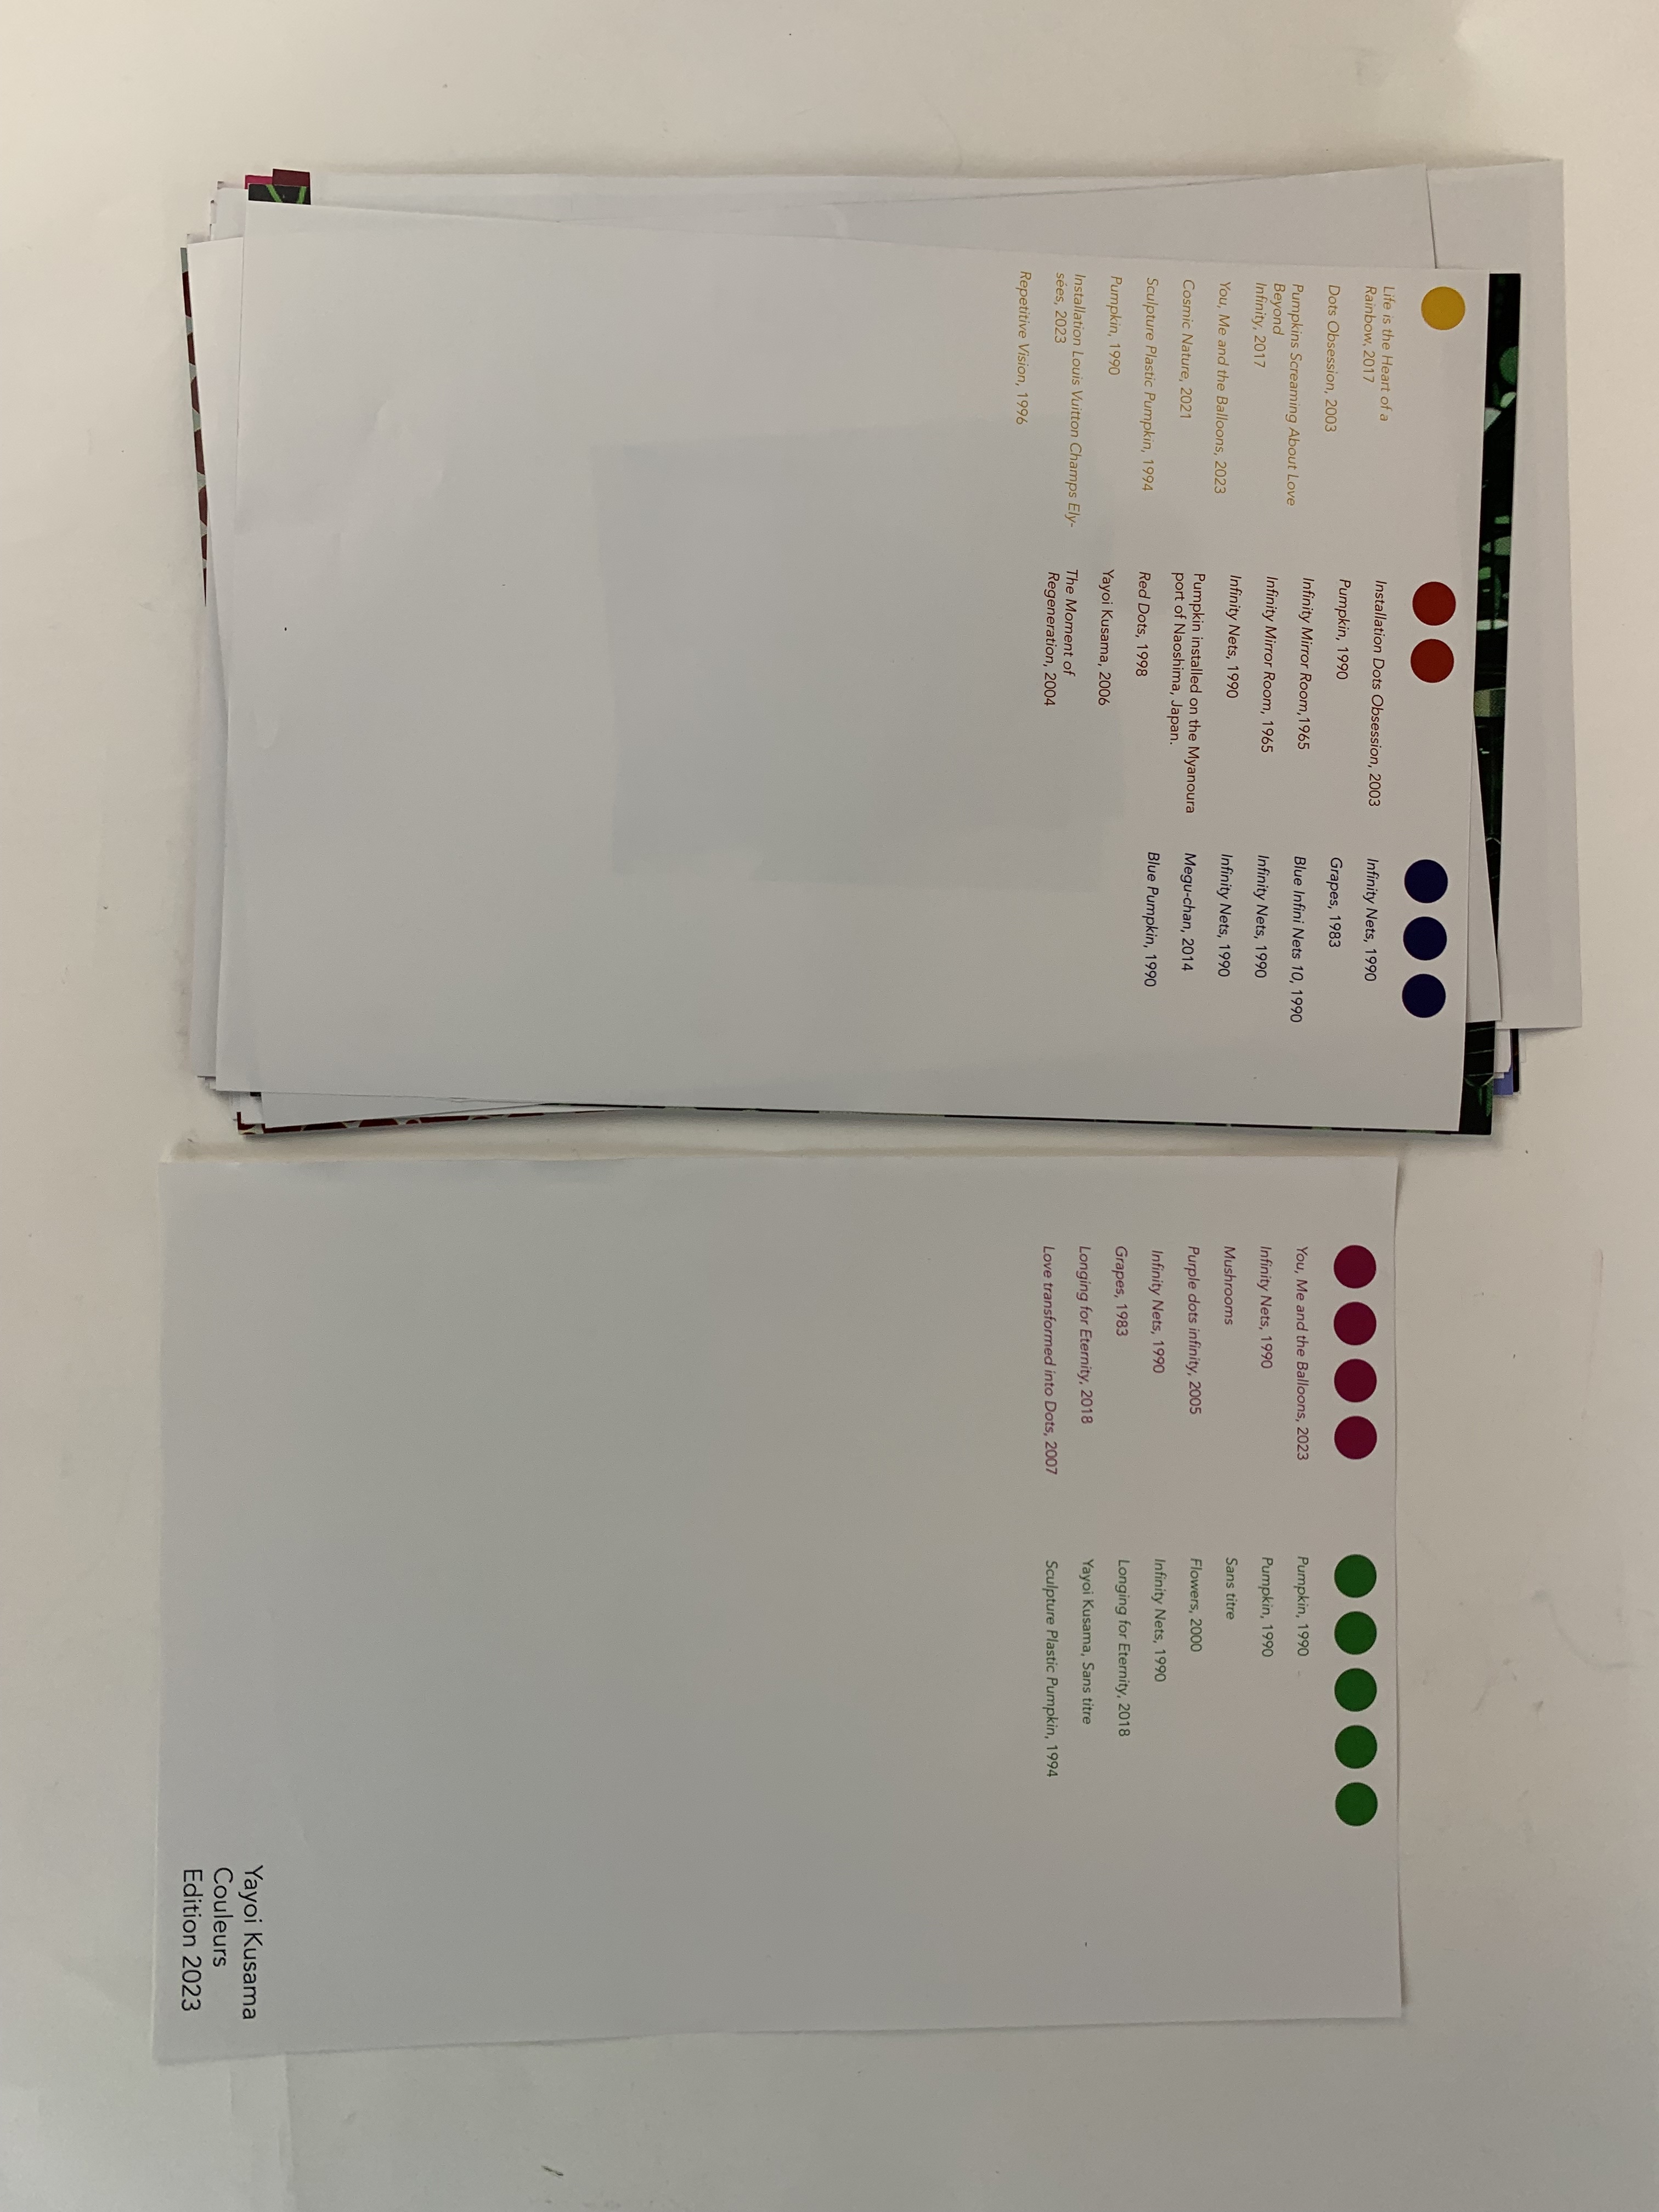 Life is the Heart of a
Rainbow, 2017
Dots Obsession, 2003
Pumpkins Screaming About Love
Beyond
Infinity, 2017
You, Me and the Balloons, 2023
Cosmic Nature, 2021
Sculpture Plastic Pumpkin, 1994
Pumpkin, 1990
Installation Louis Vuitton Champs Ely-
sées, 2023
Repetitive Vision, 1996
Installation Dots Obsession, 2003
Pumpkin, 1990
Infinity Mirror Room,1965
Infinity Mirror Room, 1965
Infinity Nets, 1990
Pumpkin installed on the Myanoura
port of Naoshima, Japan.
Red Dots, 1998
Yayoi Kusama, 2006
The Moment of
Regeneration, 2004
Infinity Nets, 1990
Grapes, 1983
Blue Infini Nets 10, 1990
Infinity Nets, 1990
Infinity Nets, 1990
Megu-chan, 2014
Blue Pumpkin, 1990
You, Me and the Balloons, 2023
Infinity Nets, 1990
Mushrooms
Purple dots infinity, 2005
Infinity Nets, 1990
Grapes, 1983
Longing for Eternity, 2018
Love transformed into Dots, 2007
Pumpkin, 1990
Pumpkin, 1990
Sans titre
Flowers, 2000
Infinity Nets, 1990
Longing for Eternity, 2018
Yayoi Kusama, Sans titre
Sculpture Plastic Pumpkin, 1994
Yayoi Kusama
Couleurs
Edition 2023